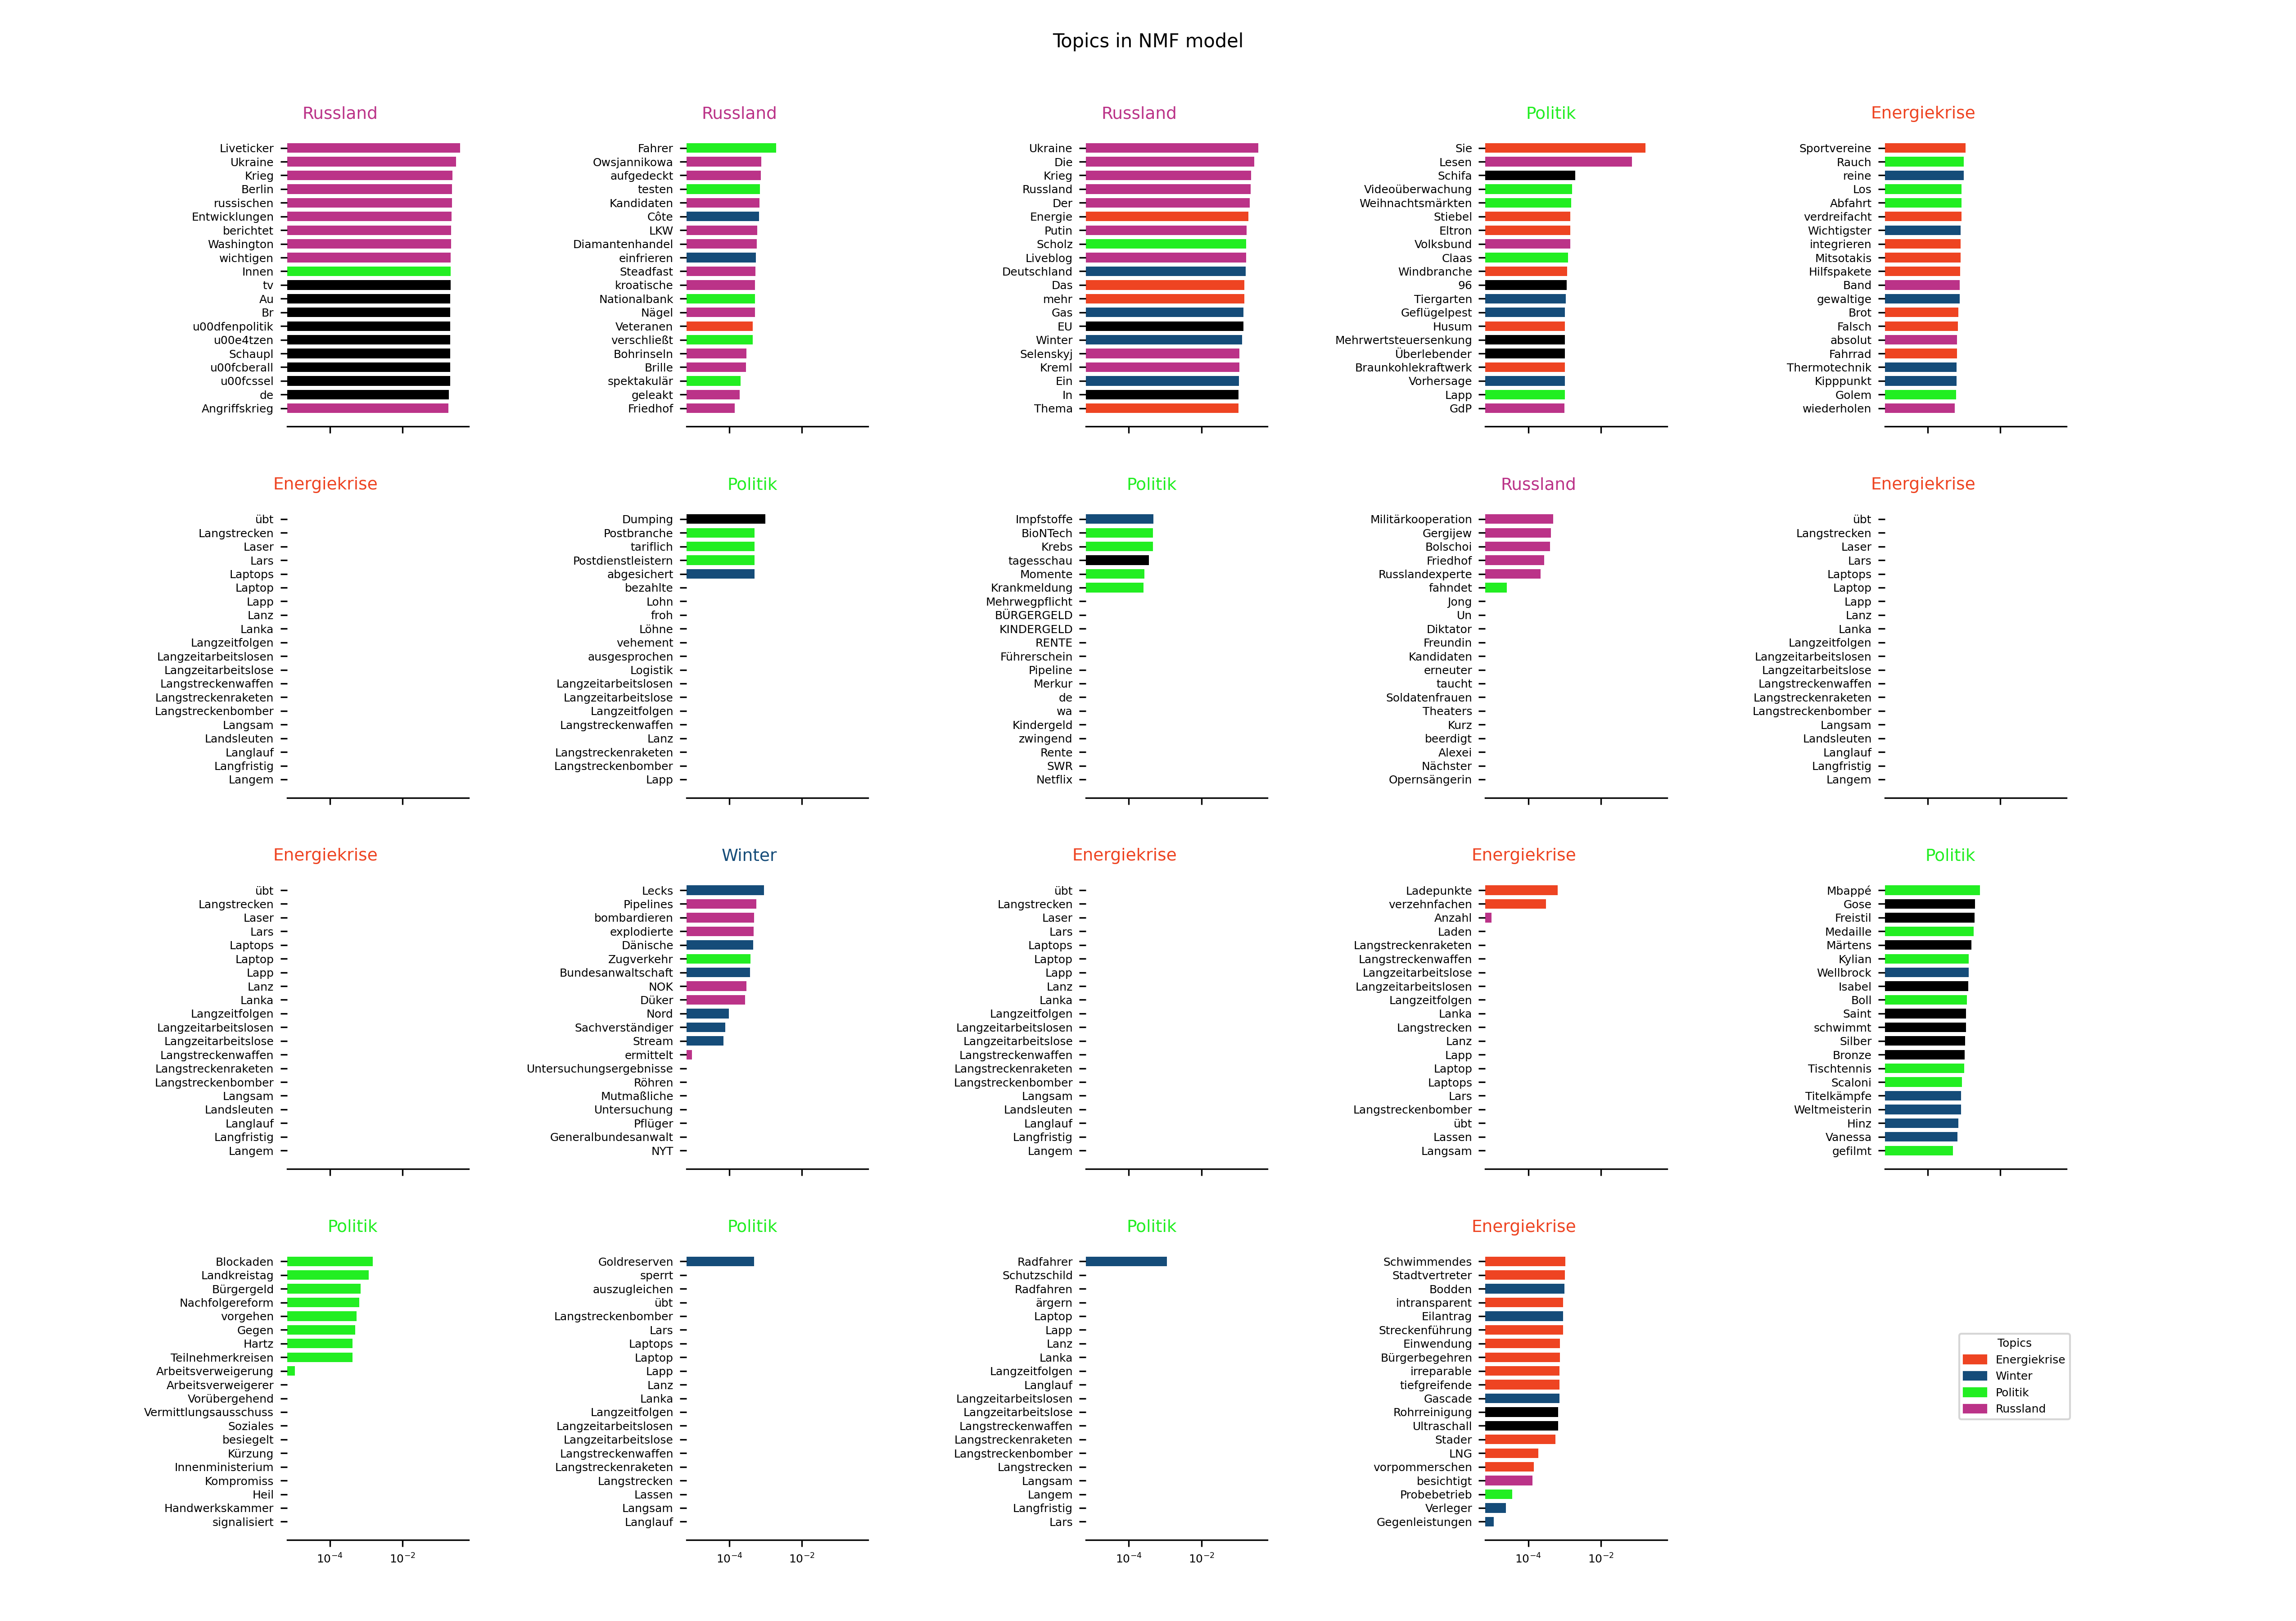 Topics in NMF model
Russland
Liveticker
Ukraine
Krieg
Berlin
russischen
Entwicklungen
berichtet
Washington
wichtigen
Innen
tv
Au
Br
u00dfenpolitik
u00e4tzen
Schaupl
u00fcberall
u00fcssel
de
Angriffskrieg
Russland
Fahrer
Owsjannikowa
aufgedeckt
testen
Kandidaten
Côte
LKW
Diamantenhandel
einfrieren
Steadfast
kroatische
Nationalbank
Nägel
Veteranen
verschließt
Bohrinseln
Brille
spektakulär
geleakt
Friedhof
Russland
Ukraine
Die
Krieg
Russland
Der
Energie
Putin
Scholz
Liveblog
Deutschland
Das
mehr
Gas
EU
Winter
Selenskyj
Kreml
Ein
In
Thema
Politik
Sie
Lesen
Schifa
Videoüberwachung
Weihnachtsmärkten
Stiebel
Eltron
Volksbund
Claas
Windbranche
96
Tiergarten
Geflügelpest
Husum
Mehrwertsteuersenkung
Überlebender
Braunkohlekraftwerk
Vorhersage
Lapp
GdP
Energiekrise
Sportvereine
Rauch
reine
Los
Abfahrt
verdreifacht
Wichtigster
integrieren
Mitsotakis
Hilfspakete
Band
gewaltige
Brot
Falsch
absolut
Fahrrad
Thermotechnik
Kipppunkt
Golem
wiederholen
Energiekrise
übt
Langstrecken
Laser
Lars
Laptops
Laptop
Lapp
Lanz
Lanka
Langzeitfolgen
Langzeitarbeitslosen
Langzeitarbeitslose
Langstreckenwaffen
Langstreckenraketen
Langstreckenbomber
Langsam
Landsleuten
Langlauf
Langfristig
Langem
Politik
Dumping
Postbranche
tariflich
Postdienstleistern
abgesichert
bezahlte
Lohn
froh
Löhne
vehement
ausgesprochen
Logistik
Langzeitarbeitslosen
Langzeitarbeitslose
Langzeitfolgen
Langstreckenwaffen
Lanz
Langstreckenraketen
Langstreckenbomber
Lapp
Politik
Impfstoffe
BioNTech
Krebs
tagesschau
Momente
Krankmeldung
Mehrwegpflicht
BÜRGERGELD
KINDERGELD
RENTE
Führerschein
Pipeline
Merkur
de
wa
Kindergeld
zwingend
Rente
SWR
Netflix
Russland
Militärkooperation
Gergijew
Bolschoi
Friedhof
Russlandexperte
fahndet
Jong
Un
Diktator
Freundin
Kandidaten
erneuter
taucht
Soldatenfrauen
Theaters
Kurz
beerdigt
Alexei
Nächster
Opernsängerin
Energiekrise
übt
Langstrecken
Laser
Lars
Laptops
Laptop
Lapp
Lanz
Lanka
Langzeitfolgen
Langzeitarbeitslosen
Langzeitarbeitslose
Langstreckenwaffen
Langstreckenraketen
Langstreckenbomber
Langsam
Landsleuten
Langlauf
Langfristig
Langem
Energiekrise
übt
Langstrecken
Laser
Lars
Laptops
Laptop
Lapp
Lanz
Lanka
Langzeitfolgen
Langzeitarbeitslosen
Langzeitarbeitslose
Langstreckenwaffen
Langstreckenraketen
Langstreckenbomber
Langsam
Landsleuten
Langlauf
Langfristig
Langem
Winter
Lecks
Pipelines
bombardieren
explodierte
Dänische
Zugverkehr
Bundesanwaltschaft
NOK
Düker
Nord
Sachverständiger
Stream
ermittelt
Untersuchungsergebnisse
Röhren
Mutmaßliche
Untersuchung
Pflüger
Generalbundesanwalt
NYT
Energiekrise
übt
Langstrecken
Laser
Lars
Laptops
Laptop
Lapp
Lanz
Lanka
Langzeitfolgen
Langzeitarbeitslosen
Langzeitarbeitslose
Langstreckenwaffen
Langstreckenraketen
Langstreckenbomber
Langsam
Landsleuten
Langlauf
Langfristig
Langem
Energiekrise
Ladepunkte
verzehnfachen
Anzahl
Laden
Langstreckenraketen
Langstreckenwaffen
Langzeitarbeitslose
Langzeitarbeitslosen
Langzeitfolgen
Lanka
Langstrecken
Lanz
Lapp
Laptop
Laptops
Lars
Langstreckenbomber
übt
Lassen
Langsam
Politik
Mbappé
Gose
Freistil
Medaille
Märtens
Kylian
Wellbrock
Isabel
Boll
Saint
schwimmt
Silber
Bronze
Tischtennis
Scaloni
Titelkämpfe
Weltmeisterin
Hinz
Vanessa
gefilmt
Politik
Blockaden
Landkreistag
Bürgergeld
Nachfolgereform
vorgehen
Gegen
Hartz
Teilnehmerkreisen
Arbeitsverweigerung
Arbeitsverweigerer
Vorübergehend
Vermittlungsausschuss
Soziales
besiegelt
Kürzung
Innenministerium
Kompromiss
Heil
Handwerkskammer
signalisiert
10⁻⁴ 10⁻²
Politik
Goldreserven
sperrt
auszugleichen
übt
Langstreckenbomber
Lars
Laptops
Laptop
Lapp
Lanz
Lanka
Langzeitfolgen
Langzeitarbeitslosen
Langzeitarbeitslose
Langstreckenwaffen
Langstreckenraketen
Langstrecken
Lassen
Langsam
Langlauf
10⁻⁴ 10⁻²
Politik
Radfahrer
Schutzschild
Radfahren
ärgern
Laptop
Lapp
Lanz
Lanka
Langzeitfolgen
Langlauf
Langzeitarbeitslosen
Langzeitarbeitslose
Langstreckenwaffen
Langstreckenraketen
Langstreckenbomber
Langstrecken
Langsam
Langem
Langfristig
Lars
10⁻⁴ 10⁻²
Energiekrise
Schwimmendes
Stadtvertreter
Bodden
intransparent
Eilantrag
Streckenführung
Einwendung
Bürgerbegehren
irreparable
tiefgreifende
Gascade
Rohrreinigung
Ultraschall
Stader
LNG
vorpommerschen
besichtigt
Probebetrieb
Verleger
Gegenleistungen
10⁻⁴ 10⁻²
Topics
Energiekrise
Winter
Politik
Russland